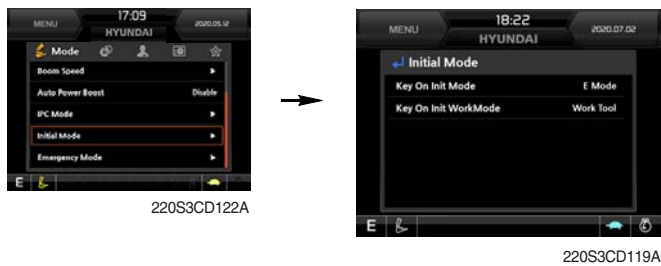 MENU
17:09
HYUNDAI
2020.05.12
Mode
Boom Speed
Auto Power Boost Disable
IPC Mode
Initial Mode
Emergency Mode
E
220S3CD122A
MENU
18:22
HYUNDAI
2020.07.02
Initial Mode
Key On Init Mode E Mode
Key On Init WorkMode Work Tool
E
220S3CD119A